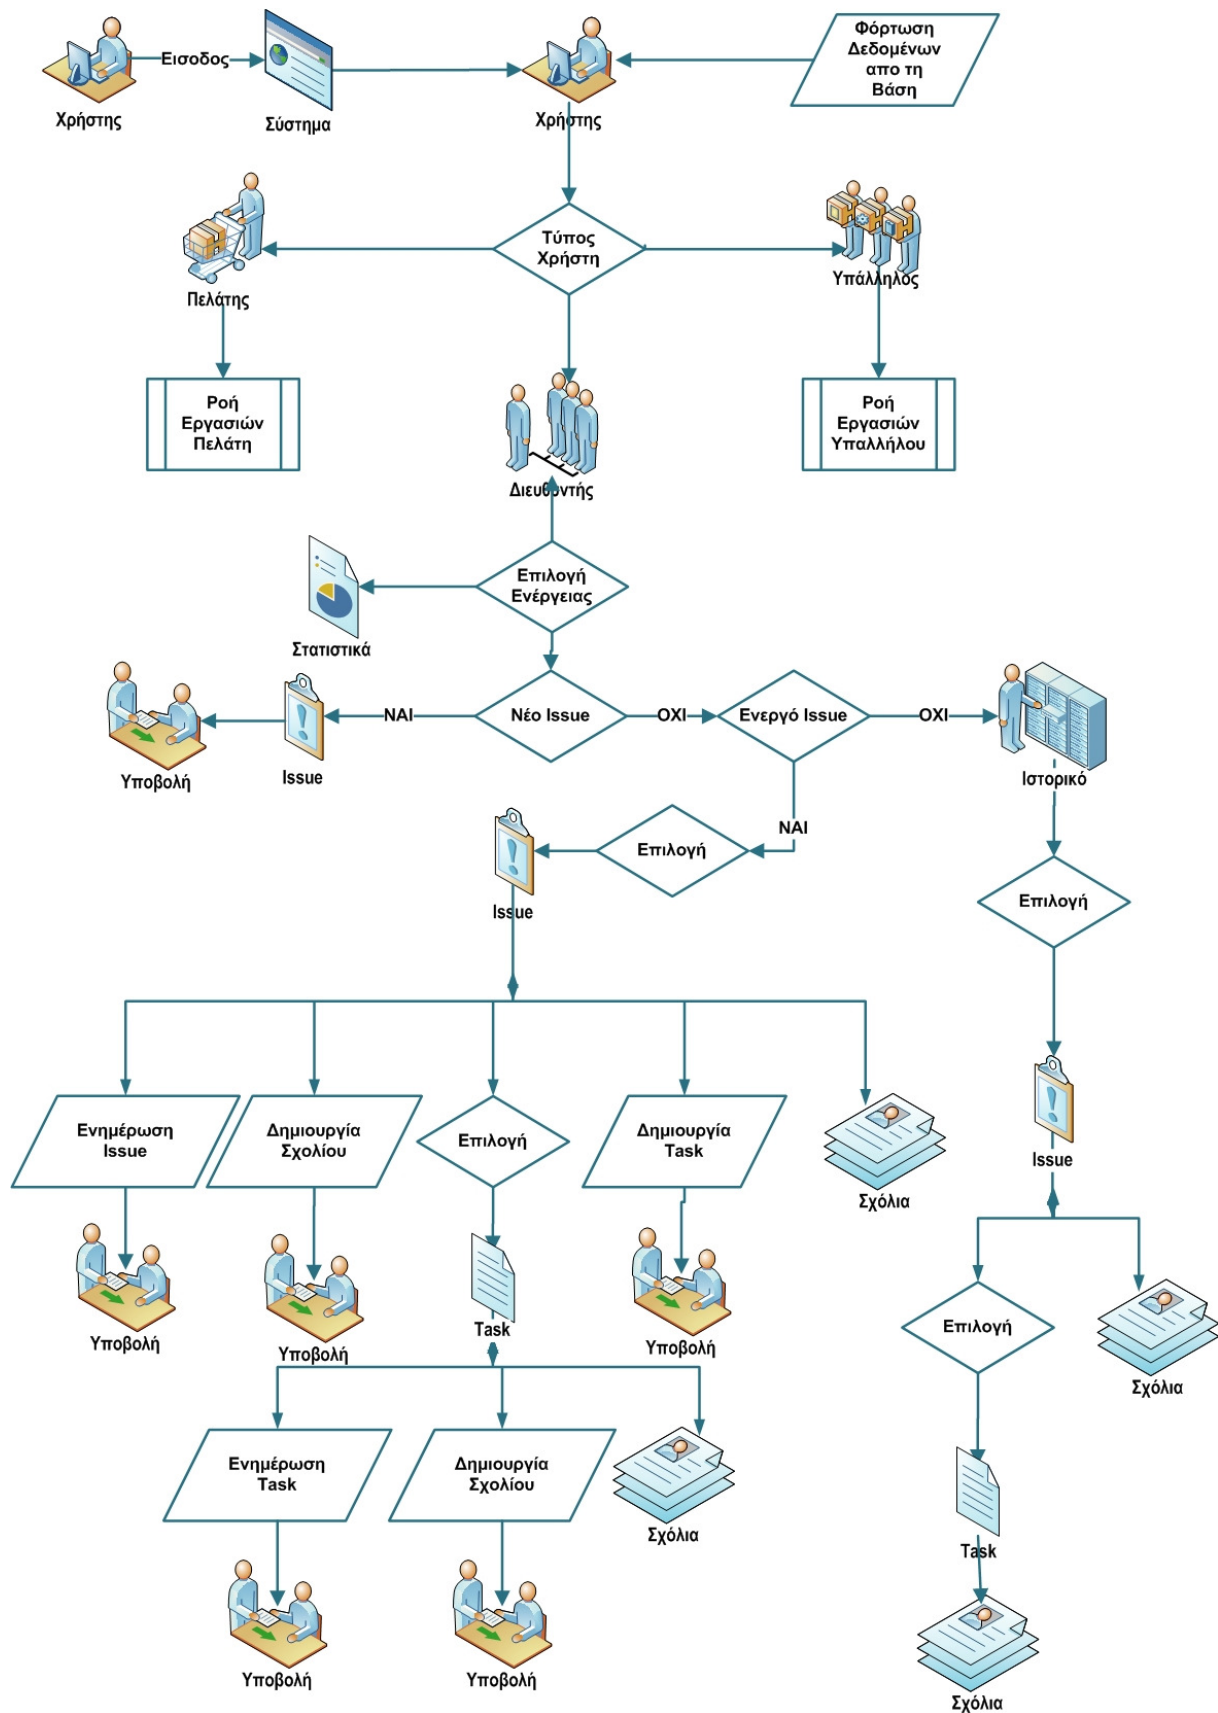 Εισοδος
Χρήστης
Σύστημα
Χρήστης
Φόρτωση
Δεδομένων
απο τη
Βάση
Τύπος
Χρήστη
Πελάτης
Υπάλληλος
Ροή
Εργασιών
Πελάτη
Ροή
Εργασιών
Υπαλλήλου
Διευθυντής
Επιλογή
Ενέργειας
Στατιστικά
ΝΑΙ
Νέο Issue
ΟΧΙ
Ενεργό Issue
ΟΧΙ
Υποβολή
Issue
Ιστορικό
ΝΑΙ
Επιλογή
Issue
Επιλογή
Ενημέρωση
Issue
Δημιουργία
Σχολίου
Επιλογή
Δημιουργία
Task
Σχόλια
Issue
Υποβολή
Υποβολή
Task
Υποβολή
Επιλογή
Σχόλια
Ενημέρωση
Task
Δημιουργία
Σχολίου
Σχόλια
Task
Υποβολή
Υποβολή
Σχόλια